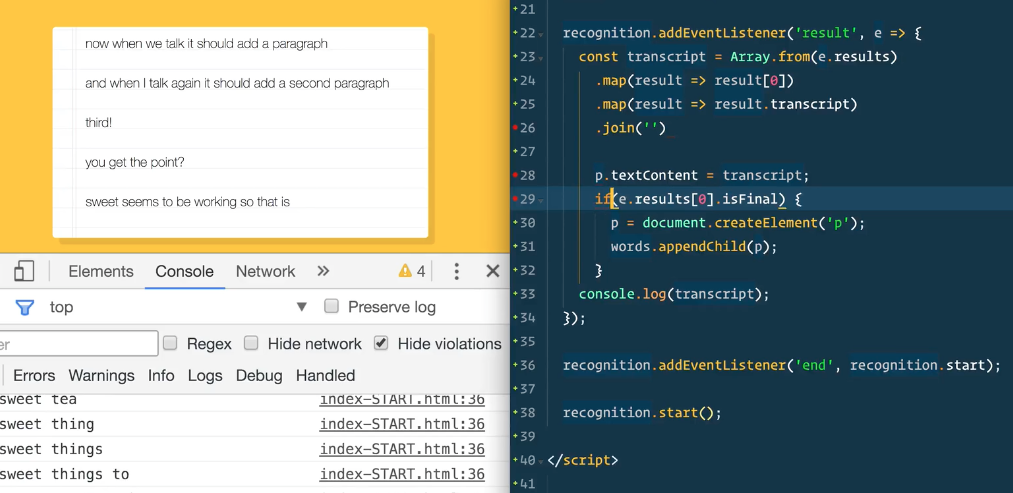 now when we talk it should add a paragraph
and when I talk again it should add a second paragraph
third!
you get the point?
sweet seems to be working so that is
Elements Console Network » 4
top Preserve log
er Regex Hide network Hide violations
Errors Warnings Info Logs Debug Handled
sweet tea index-START.html:36
sweet thing index-START.html:36
sweet things index-START.html:36
sweet things to index-START.html:36
21
22 recognition.addEventListener('result', e => {
23 const transcript = Array.from(e.results)
24 .map(result => result[0])
25 .map(result => result.transcript)
26 .join('')
27
28 p.textContent = transcript;
29 if(e.results[0].isFinal) {
30 p = document.createElement('p');
31 words.appendChild(p);
32 }
33 console.log(transcript);
34 });
35
36 recognition.addEventListener('end', recognition.start);
37
38 recognition.start();
39
40 </script>
41